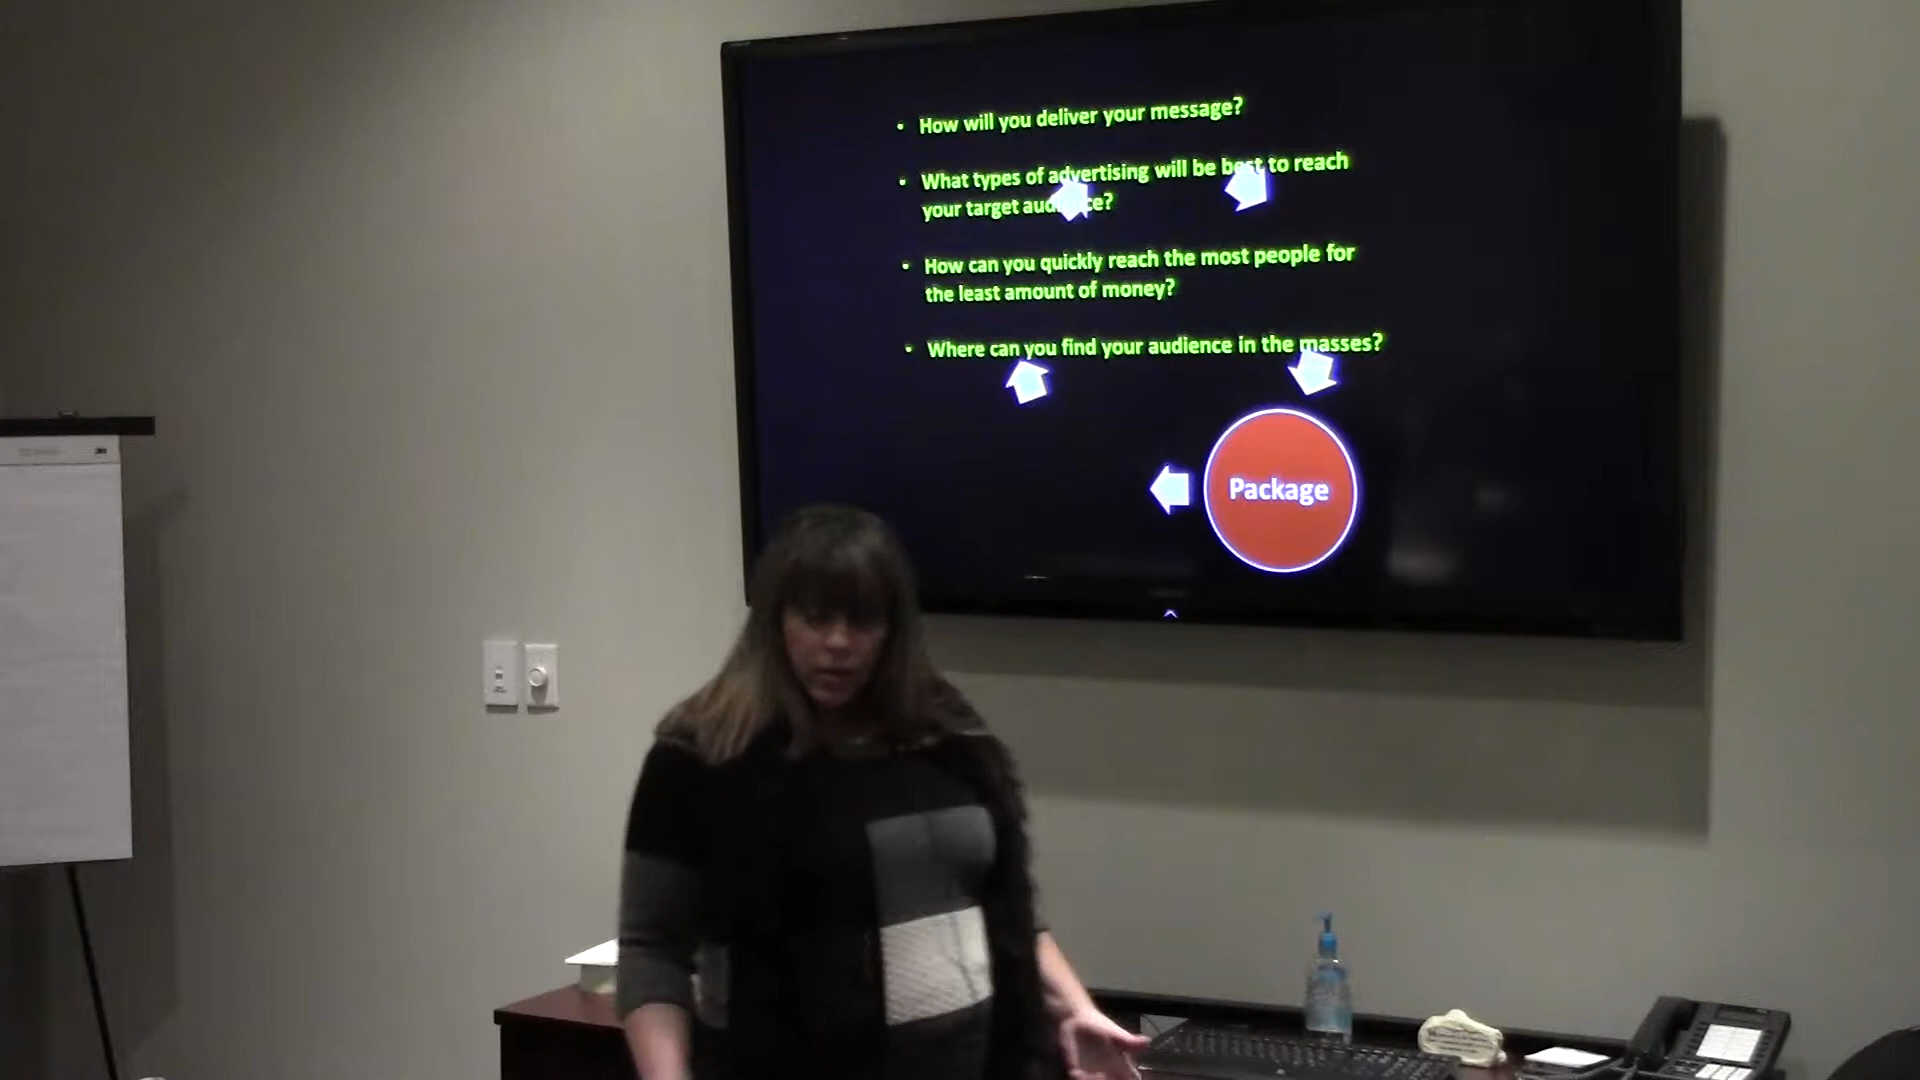 • How will you deliver your message?
• What types of advertising will be best to reach
your target audience?
• How can you quickly reach the most people for
the least amount of money?
• Where can you find your audience in the masses?
Package